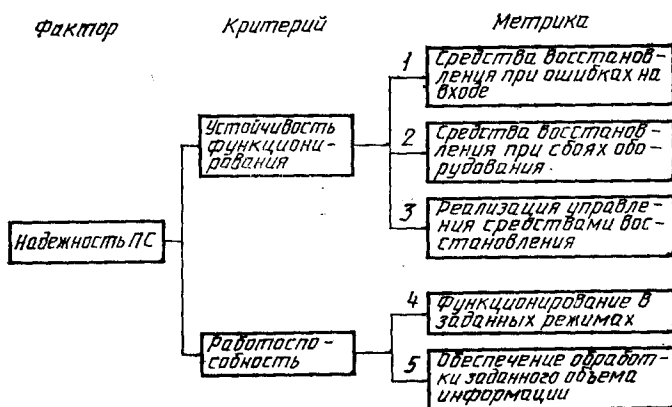 Фактор Критерий Метрика
1 Средства восстанов-
ления при ошибках на
входе
Устойчивость
функциони-
рования
2 Средства восстанов-
ления при сбоях обо-
рудования
3 Реализация управле-
ния средствами вос-
становления
Надежность ПС
4 Функционирование в
заданных режимах
Работоспо-
собность
5 Обеспечение обработ-
ки заданного объема
информации